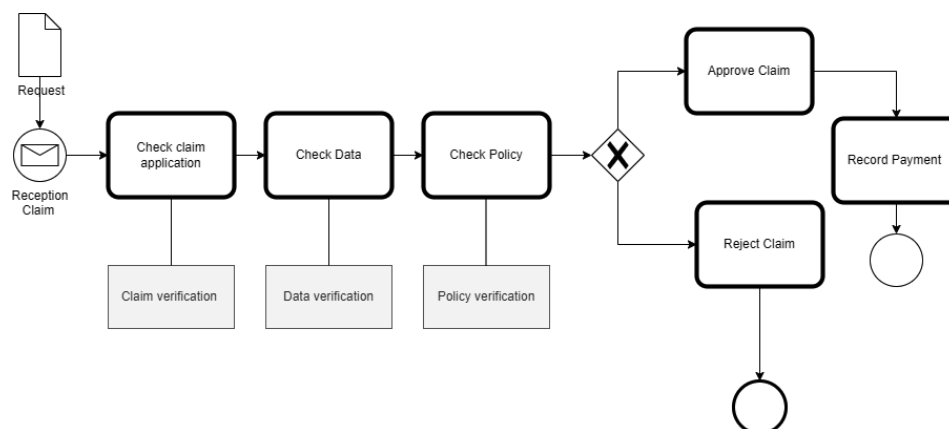 Request
Reception
Claim
Check claim
application
Check Data
Check Policy
Approve Claim
Record Payment
Reject Claim
Claim verification
Data verification
Policy verification